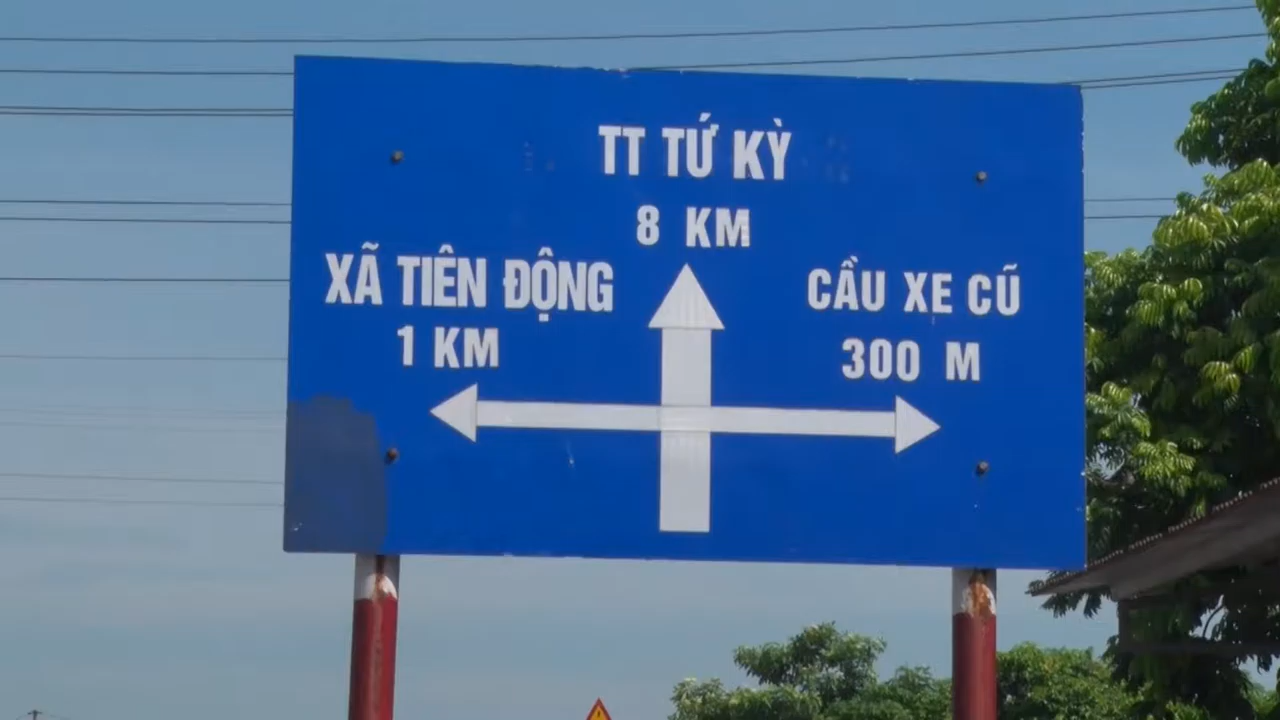 TT TỨ KỲ
8 KM
XÃ TIÊN ĐỘNG
1 KM
CẦU XE CŨ
300 M